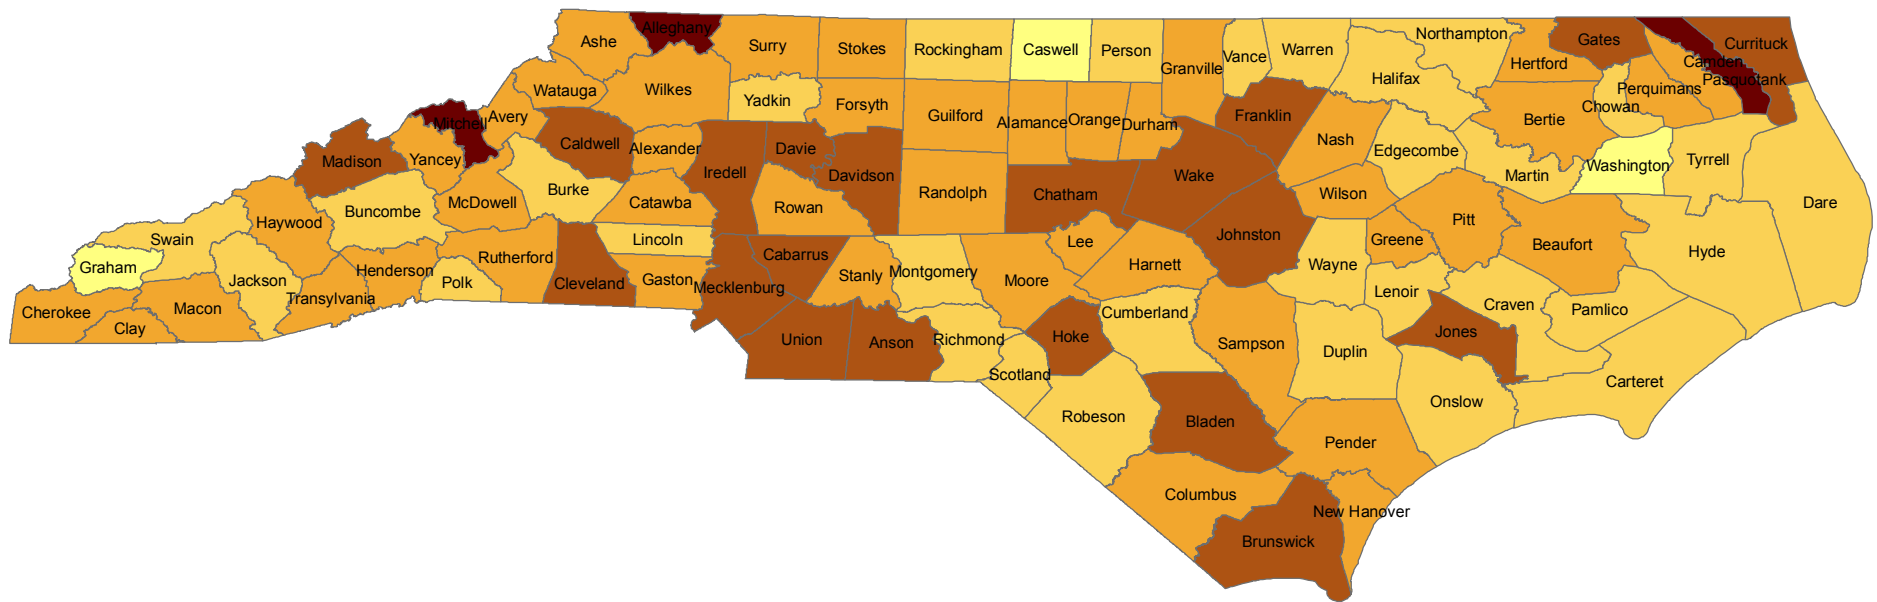 Alleghany
Ashe
Surry
Stokes
Rockingham
Caswell
Person
Granville
Vance
Warren
Northampton
Halifax
Hertford
Gates
Currituck
Camden
Pasquotank
Perquimans
Chowan
Bertie
Watauga
Wilkes
Yadkin
Forsyth
Guilford
Alamance
Orange
Durham
Franklin
Nash
Edgecombe
Martin
Washington
Tyrrell
Dare
Mitchell
Avery
Caldwell
Alexander
Iredell
Davie
Davidson
Randolph
Chatham
Wake
Wilson
Madison
Yancey
McDowell
Burke
Catawba
Rowan
Johnston
Greene
Pitt
Beaufort
Hyde
Haywood
Buncombe
Swain
Graham
Jackson
Henderson
Rutherford
Polk
Cleveland
Lincoln
Gaston
Mecklenburg
Cabarrus
Stanly
Montgomery
Moore
Lee
Harnett
Wayne
Lenoir
Craven
Pamlico
Cherokee
Clay
Macon
Transylvania
Union
Anson
Richmond
Scotland
Hoke
Cumberland
Sampson
Duplin
Jones
Onslow
Carteret
Robeson
Bladen
Pender
Columbus
New Hanover
Brunswick